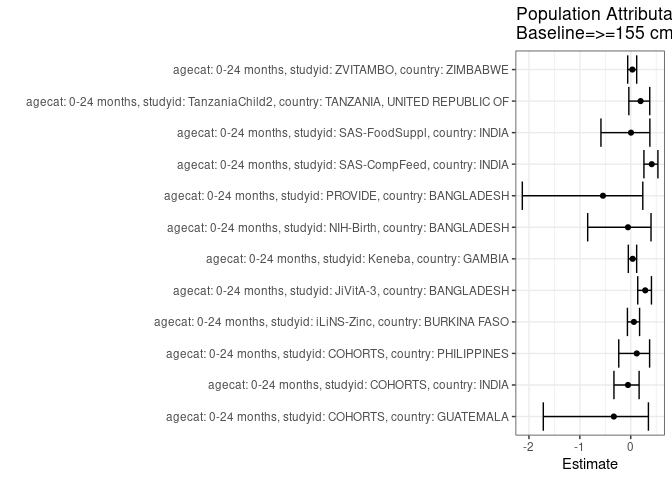 Population Attributa
Baseline=>=155 cm
agecat: 0-24 months, studyid: ZVITAMBO, country: ZIMBABWE
agecat: 0-24 months, studyid: TanzaniaChild2, country: TANZANIA, UNITED REPUBLIC OF
agecat: 0-24 months, studyid: SAS-FoodSuppl, country: INDIA
agecat: 0-24 months, studyid: SAS-CompFeed, country: INDIA
agecat: 0-24 months, studyid: PROVIDE, country: BANGLADESH
agecat: 0-24 months, studyid: NIH-Birth, country: BANGLADESH
agecat: 0-24 months, studyid: Keneba, country: GAMBIA
agecat: 0-24 months, studyid: JiVitA-3, country: BANGLADESH
agecat: 0-24 months, studyid: iLiNS-Zinc, country: BURKINA FASO
agecat: 0-24 months, studyid: COHORTS, country: PHILIPPINES
agecat: 0-24 months, studyid: COHORTS, country: INDIA
agecat: 0-24 months, studyid: COHORTS, country: GUATEMALA
-2 -1 0
Estimate